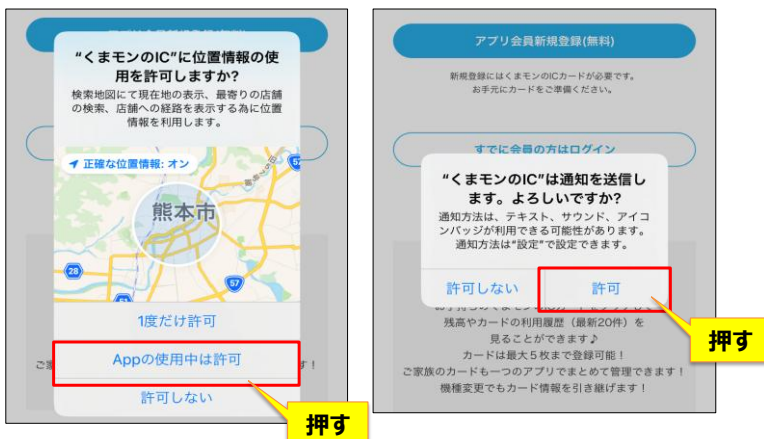 “くまモンのIC”に位置情報の使
用を許可しますか?
検索地図にて現在地の表示、最寄りの店舗
の検索、店舗への経路を表示する為に位置
情報を利用します。
正確な位置情報: オン
熊本市
57
28
57
51
1度だけ許可
Appの使用中は許可
許可しない
押す
アプリ会員新規登録(無料)
新規登録にはくまモンのICカードが必要です。
お手元にカードをご準備ください。
すでに会員の方はログイン
“くまモンのIC”は通知を送信し
ます。よろしいですか?
通知方法は、テキスト、サウンド、アイコ
ンバッジが利用できる可能性があります。
通知方法は“設定”で設定できます。
許可しない
許可
押す
残高やカードの利用履歴（最新20件）を
見ることができます♪
カードは最大５枚まで登録可能！
ご家族のカードも一つのアプリでまとめて管理できます！
機種変更でもカード情報を引き継げます！